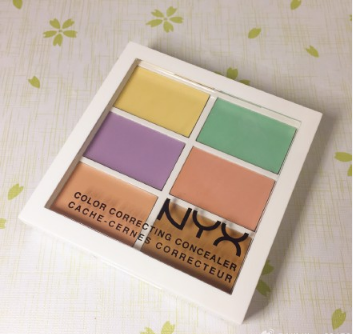 NYX
COLOR CORRECTING CONCEALER
CACHE-CERNES CORRECTEUR